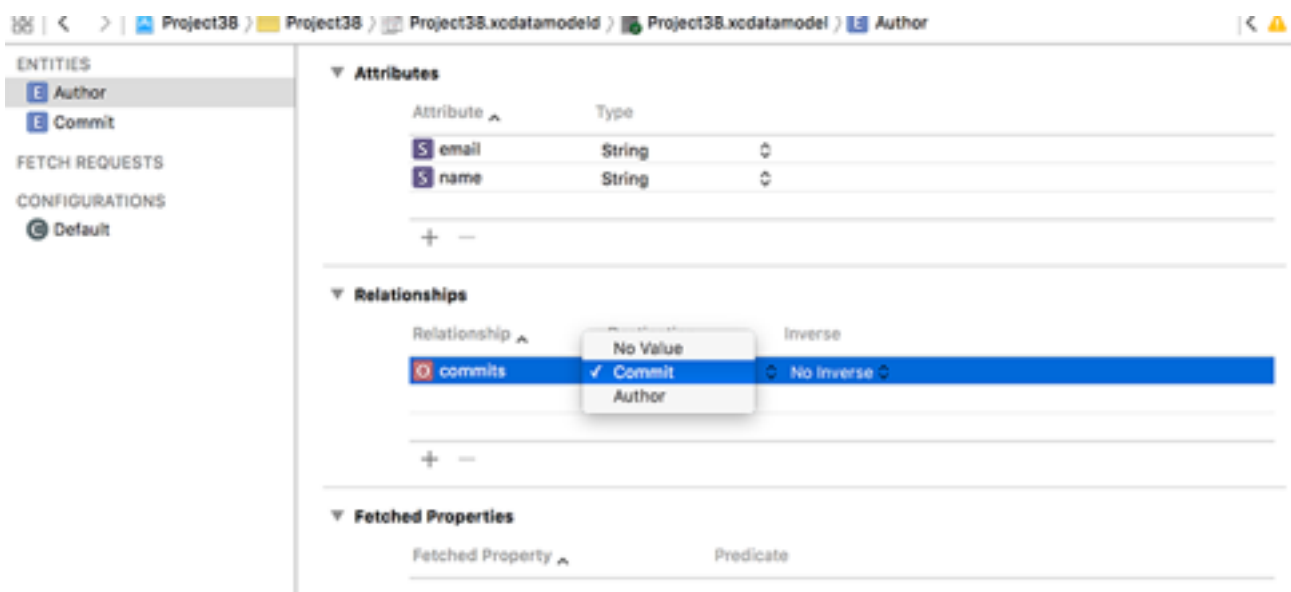 Project38 Project38 Project38.xcdatamodeld Project38.xcdatamodel E Author
ENTITIES
E Author
E Commit
FETCH REQUESTS
CONFIGURATIONS
C Default
Attributes
Attribute Type
S email String
S name String
+ −
Relationships
Relationship Inverse
No Value
O commits ✓ Commit No Inverse
Author
+ −
Fetched Properties
Fetched Property Predicate